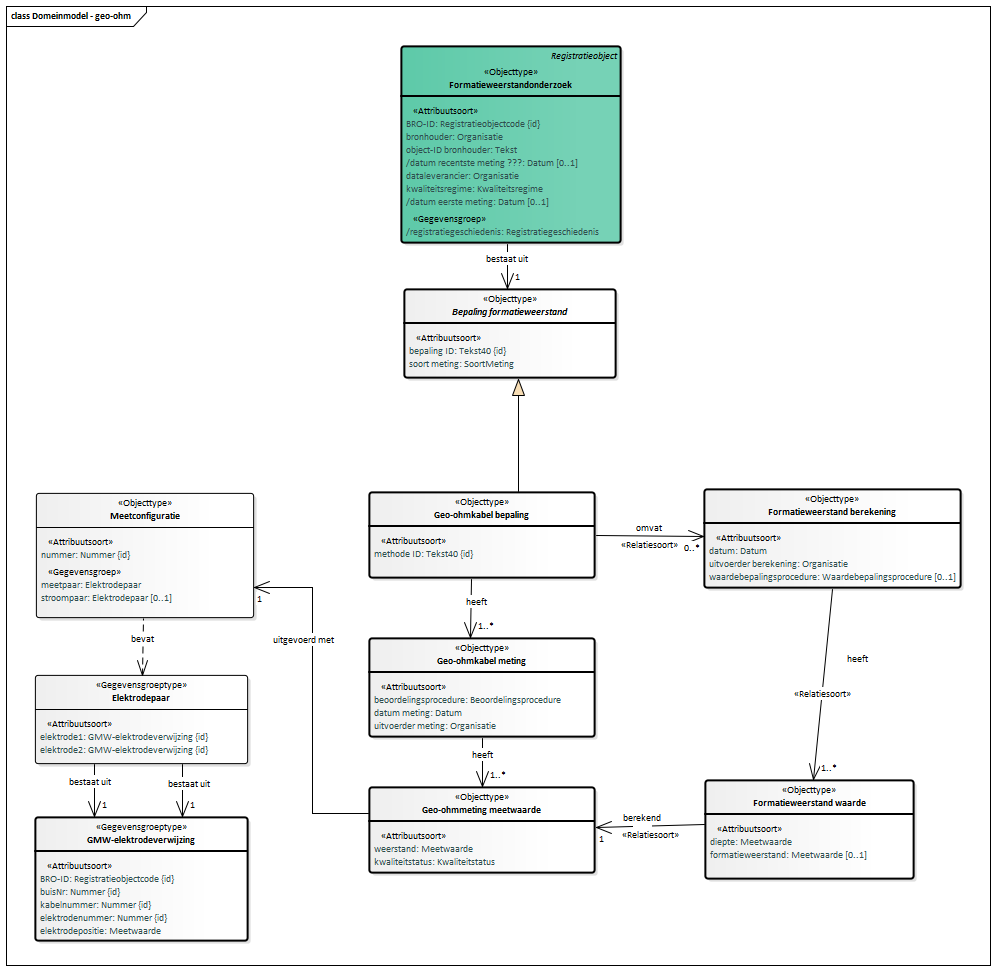 class Domeinmodel - geo-ohm
Registratieobject
«Objecttype»
Formatieweerstandonderzoek
«Attribuutsoort»
BRO-ID: Registratieobjectcode {id}
bronhouder: Organisatie
object-ID bronhouder: Tekst
/datum recentste meting ???: Datum [0..1]
dataleverancier: Organisatie
kwaliteitsregime: Kwaliteitsregime
/datum eerste meting: Datum [0..1]
«Gegevensgroep»
/registratiegeschiedenis: Registratiegeschiedenis
bestaat uit
1
«Objecttype»
Bepaling formatieweerstand
«Attribuutsoort»
bepaling ID: Tekst40 {id}
soort meting: SoortMeting
«Objecttype»
Meetconfiguratie
«Attribuutsoort»
nummer: Nummer {id}
«Gegevensgroep»
meetpaar: Elektrodepaar
stroompaar: Elektrodepaar [0..1]
«Objecttype»
Geo-ohmkabel bepaling
«Attribuutsoort»
methode ID: Tekst40 {id}
omvat
«Relatiesoort»
0..*
«Objecttype»
Formatieweerstand berekening
«Attribuutsoort»
datum: Datum
uitvoerder berekening: Organisatie
waardebepalingsprocedure: Waardebepalingsprocedure [0..1]
1
uitgevoerd met
heeft
1..*
bevat
«Objecttype»
Geo-ohmkabel meting
«Attribuutsoort»
beoordelingsprocedure: Beoordelingsprocedure
datum meting: Datum
uitvoerder meting: Organisatie
heeft
«Relatiesoort»
1..*
«Gegevensgroeptype»
Elektrodepaar
«Attribuutsoort»
elektrode1: GMW-elektrodeverwijzing {id}
elektrode2: GMW-elektrodeverwijzing {id}
heeft
1..*
bestaat uit
1
bestaat uit
1
«Objecttype»
Geo-ohmmeting meetwaarde
«Attribuutsoort»
weerstand: Meetwaarde
kwaliteitstatus: Kwaliteitstatus
berekend
«Relatiesoort»
1
«Objecttype»
Formatieweerstand waarde
«Attribuutsoort»
diepte: Meetwaarde
formatieweerstand: Meetwaarde [0..1]
«Gegevensgroeptype»
GMW-elektrodeverwijzing
«Attribuutsoort»
BRO-ID: Registratieobjectcode {id}
buisNr: Nummer {id}
kabelnummer: Nummer {id}
elektrodenummer: Nummer {id}
elektrodepositie: Meetwaarde